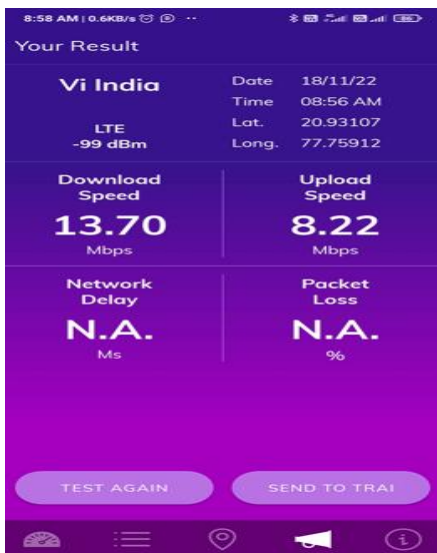 8:58 AM | 0.6KB/s
Your Result
Vi India
LTE
-99 dBm
Date 18/11/22
Time 08:56 AM
Lat. 20.93107
Long. 77.75912
Download
Speed
13.70
Mbps
Upload
Speed
8.22
Mbps
Network
Delay
N.A.
Ms
Packet
Loss
N.A.
%
TEST AGAIN
SEND TO TRAI